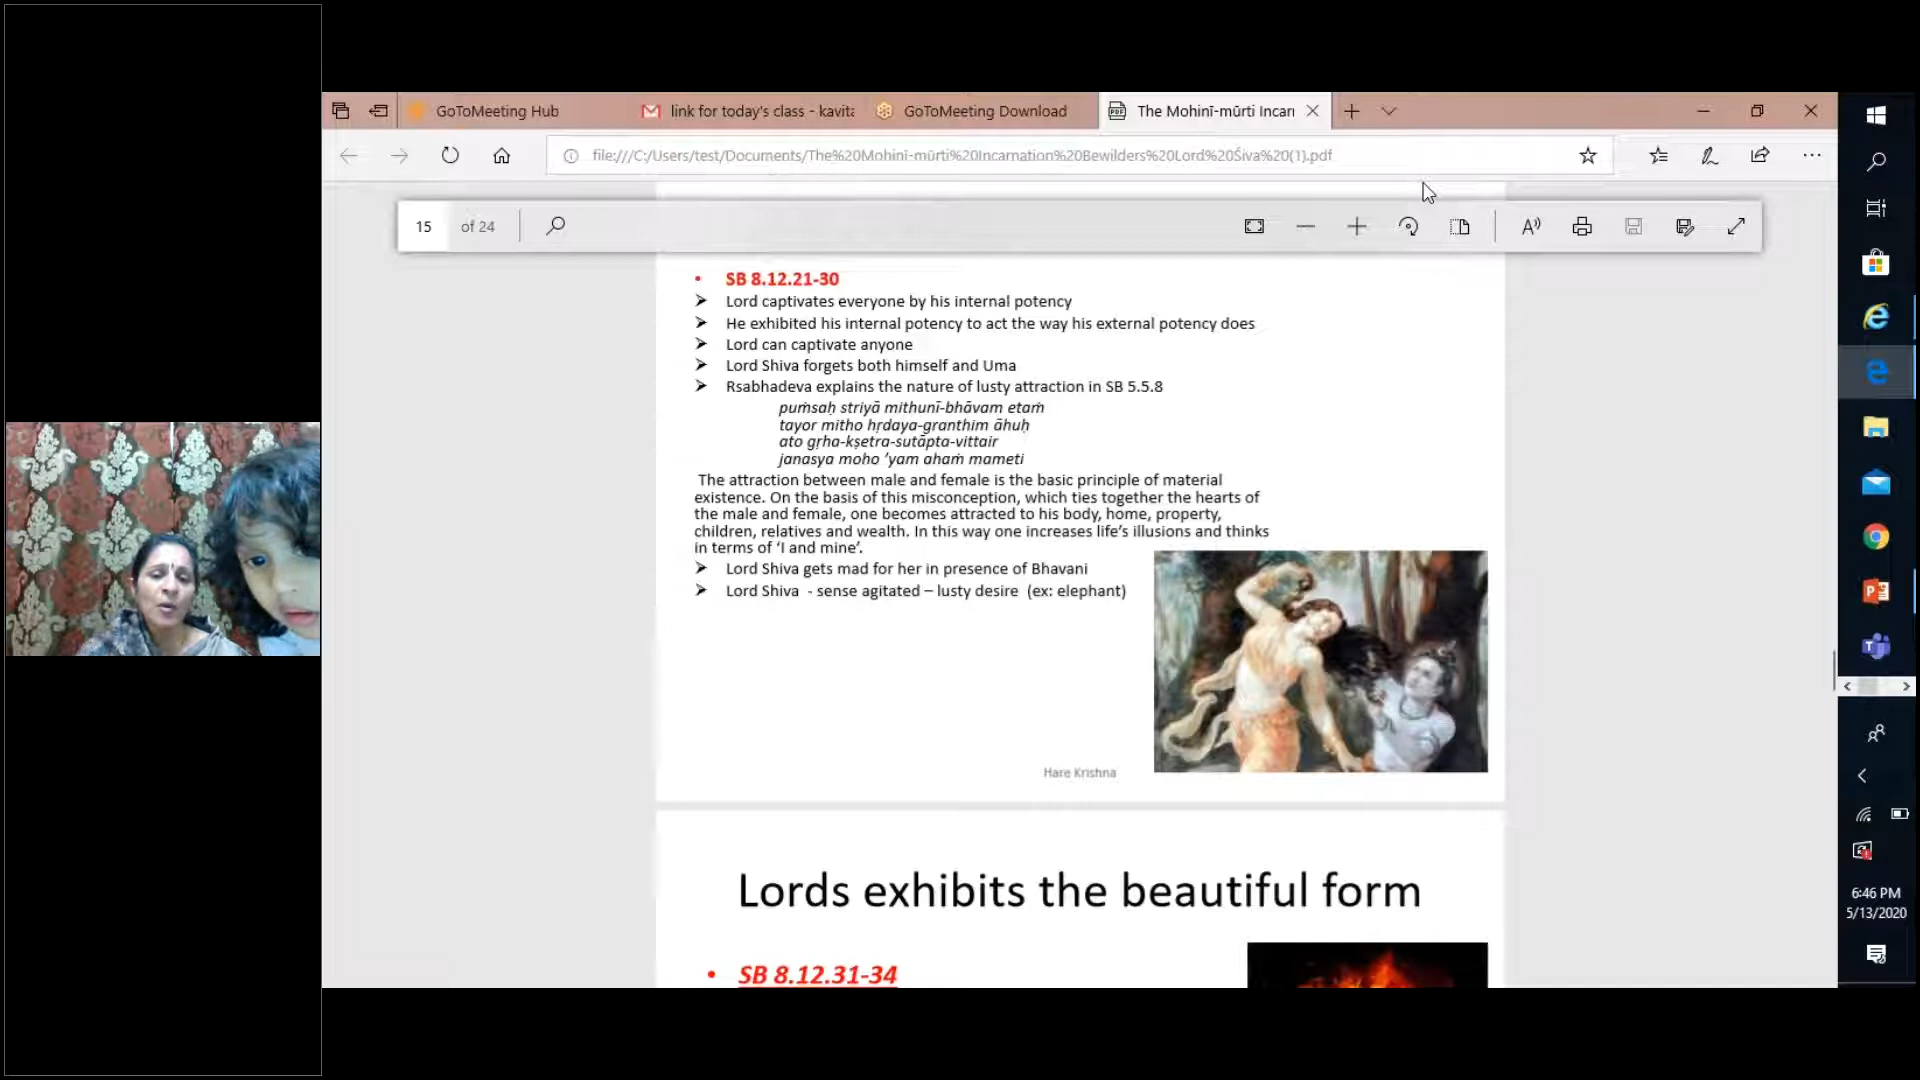 GoToMeeting Hub
link for today's class - kavita
GoToMeeting Download
The Mohinī-mūrti Incarn
file:///C:/Users/test/Documents/The%20Mohinī-mūrti%20Incarnation%20Bewilders%20Lord%20Śiva%20(1).pdf
15 of 24
• SB 8.12.21-30
➤ Lord captivates everyone by his internal potency
➤ He exhibited his internal potency to act the way his external potency does
➤ Lord can captivate anyone
➤ Lord Shiva forgets both himself and Uma
➤ Rsabhadeva explains the nature of lusty attraction in SB 5.5.8
puṁsaḥ striyā mithunī-bhāvam etaṁ
tayor mitho hṛdaya-granthim āhuḥ
ato gṛha-kṣetra-sutāpta-vittair
janasya moho 'yam ahaṁ mameti
The attraction between male and female is the basic principle of material
existence. On the basis of this misconception, which ties together the hearts of
the male and female, one becomes attracted to his body, home, property,
children, relatives and wealth. In this way one increases life's illusions and thinks
in terms of 'I and mine'.
➤ Lord Shiva gets mad for her in presence of Bhavani
➤ Lord Shiva - sense agitated – lusty desire (ex: elephant)
Hare Krishna
Lords exhibits the beautiful form
• SB 8.12.31-34
6:46 PM
5/13/2020